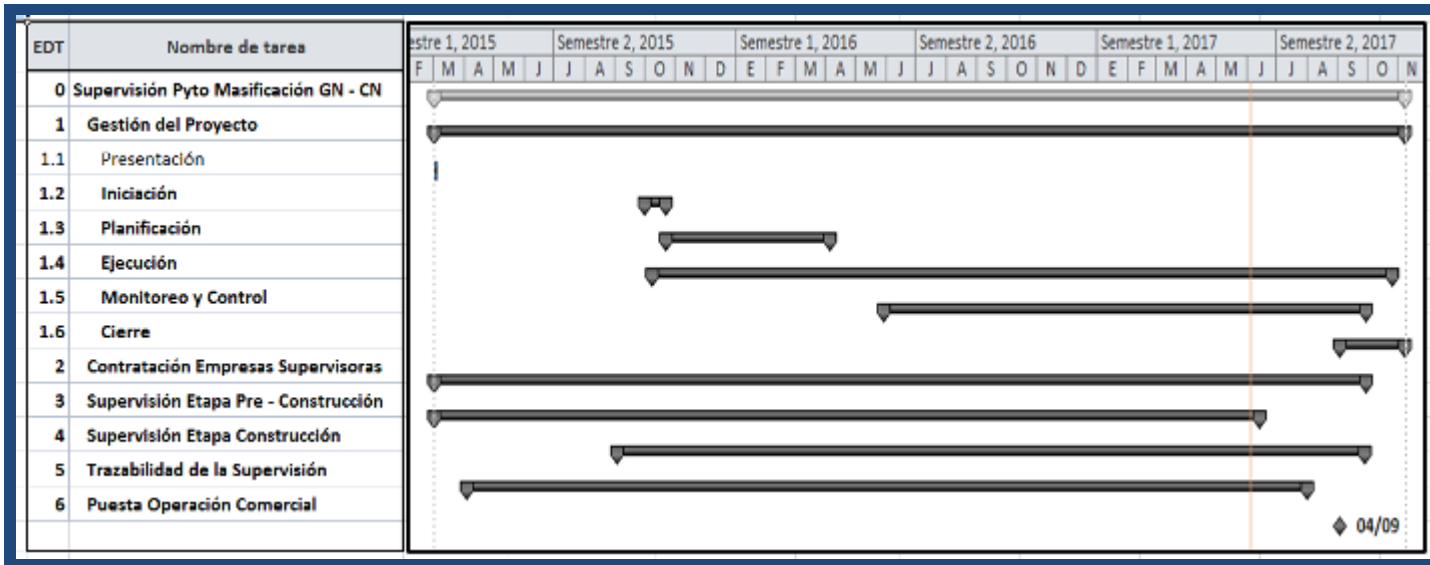 EDT Nombre de tarea
estre 1, 2015 Semestre 2, 2015 Semestre 1, 2016 Semestre 2, 2016 Semestre 1, 2017 Semestre 2, 2017
F M A M J J A S O N D E F M A M J J A S O N D E F M A M J J A S O N
0 Supervisión Pyto Masificación GN - CN
1 Gestión del Proyecto
1.1 Presentación
1.2 Iniciación
1.3 Planificación
1.4 Ejecución
1.5 Monitoreo y Control
1.6 Cierre
2 Contratación Empresas Supervisoras
3 Supervisión Etapa Pre - Construcción
4 Supervisión Etapa Construcción
5 Trazabilidad de la Supervisión
6 Puesta Operación Comercial
04/09